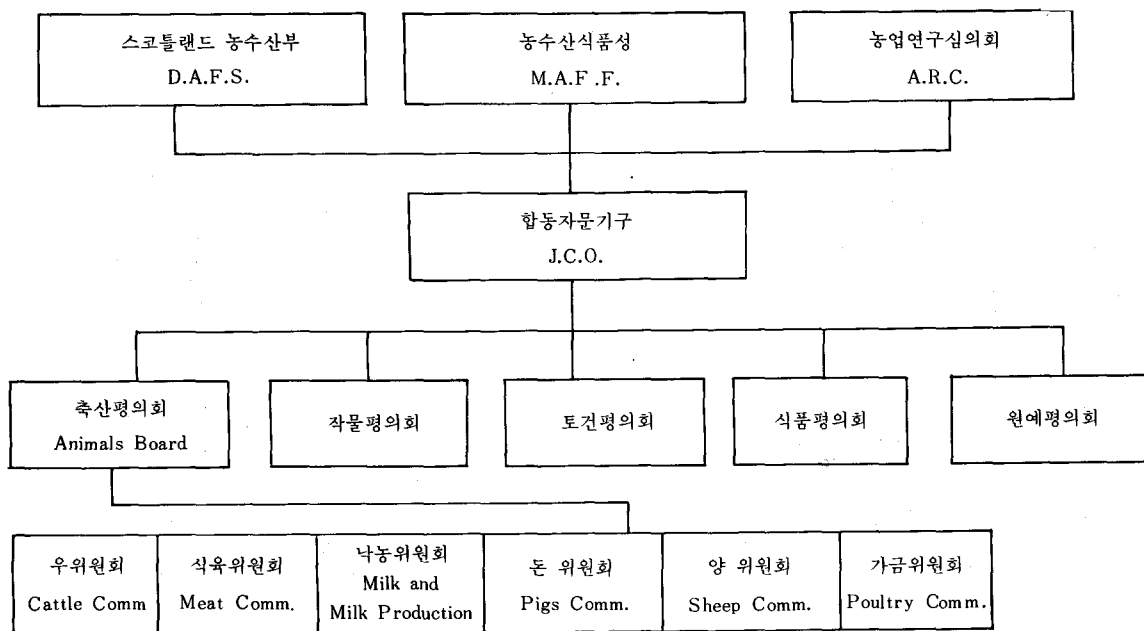 스코틀랜드 농수산부
D.A.F.S.
농수산식품성
M.A.F .F.
농업연구심의회
A.R.C.
합동자문기구
J.C.O.
축산평의회
Animals Board
작물평의회
토건평의회
식품평의회
원예평의회
우위원회
Cattle Comm
식육위원회
Meat Comm.
낙농위원회
Milk and
Milk Production
돈 위원회
Pigs Comm.
양 위원회
Sheep Comm.
가금위원회
Poultry Comm.